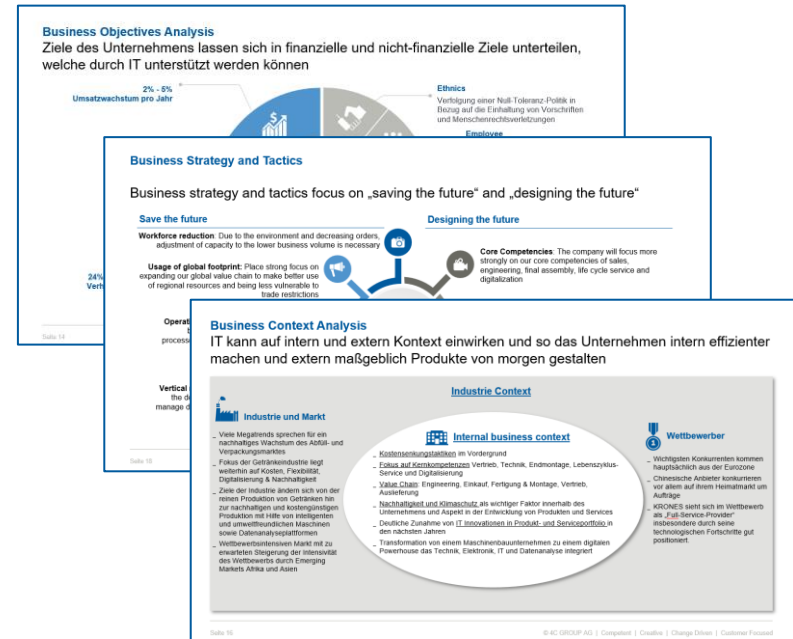 Business Objectives Analysis
Ziele des Unternehmens lassen sich in finanzielle und nicht-finanzielle Ziele unterteilen,
welche durch IT unterstützt werden können
2% - 5%
Umsatzwachstum pro Jahr
Ethnics
Verfolgung einer Null-Toleranz-Politik in
Bezug auf die Einhaltung von Vorschriften
und Menschenrechtsverletzungen
Employee
24%
Verh
Seite 14
Business Strategy and Tactics
Business strategy and tactics focus on „saving the future“ and „designing the future“
Save the future
Workforce reduction: Due to the environment and decreasing orders,
adjustment of capacity to the lower business volume is necessary
Usage of global footprint: Place strong focus on
expanding our global value chain to make better use
of regional resources and being less vulnerable to
trade restrictions
Operati
process
Vertical
the de
manage d
Designing the future
Core Competencies: The company will focus more
strongly on our core competencies of sales,
engineering, final assembly, life cycle service and
digitalization
Seite 18
Business Context Analysis
IT kann auf intern und extern Kontext einwirken und so das Unternehmen intern effizienter
machen und extern maßgeblich Produkte von morgen gestalten
Industrie Context
Industrie und Markt
_ Viele Megatrends sprechen für ein
nachhaltiges Wachstum des Abfüll- und
Verpackungsmarktes
_ Fokus der Getränkeindustrie liegt
weiterhin auf Kosten, Flexibilität,
Digitalisierung & Nachhaltigkeit
_ Ziele der Industrie ändern sich von der
reinen Produktion von Getränken hin
zur nachhaltigen und kostengünstigen
Produktion mit Hilfe von intelligenten
und umweltfreundlichen Maschinen
sowie Datenanalyseplattformen
_ Wettbewerbsintensiven Markt mit zu
erwarteten Steigerung der Intensivität
des Wettbewerbs durch Emerging
Markets Afrika und Asien
Internal business context
_ Kostensenkungstaktiken im Vordergrund
_ Fokus auf Kernkompetenzen Vertrieb, Technik, Endmontage, Lebenszyklus-
Service und Digitalisierung
_ Value Chain: Engineering, Einkauf, Fertigung & Montage, Vertrieb,
Auslieferung
_ Nachhaltigkeit und Klimaschutz als wichtiger Faktor innerhalb des
Unternehmens und Aspekt in der Entwicklung von Produkten und Services
_ Deutliche Zunahme von IT Innovationen in Produkt- und Serviceportfolio in
den nächsten Jahren
_ Transformation von einem Maschinenbauunternehmen zu einem digitalen
Powerhouse das Technik, Elektronik, IT und Datenanalyse integriert
Wettbewerber
_ Wichtigsten Konkurrenten kommen
hauptsächlich aus der Eurozone
_ Chinesische Anbieter konkurrieren
vor allem auf ihrem Heimatmarkt um
Aufträge
_ KRONES sieht sich im Wettbewerb
als „Full-Service-Provider“
insbesondere durch seine
technologischen Fortschritte gut
positioniert.
Seite 16
© 4C GROUP AG | Competent | Creative | Change Driven | Customer Focused